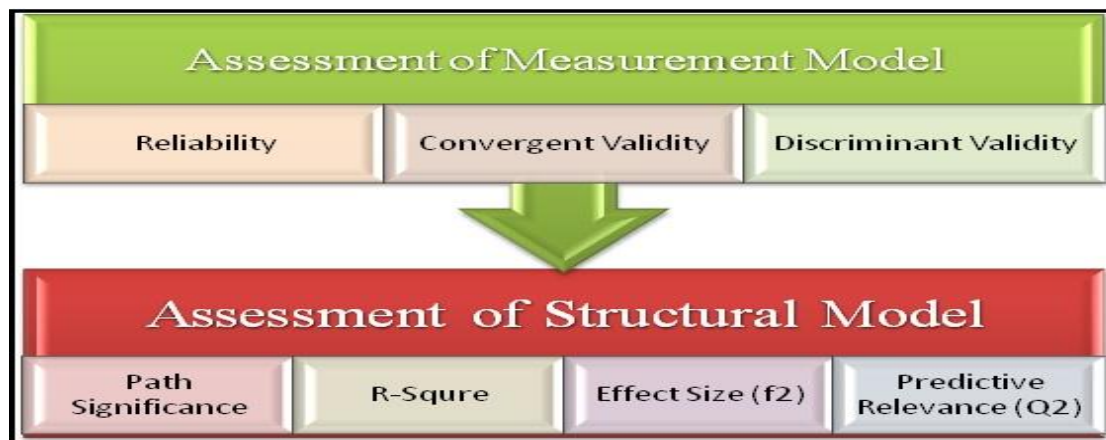 Assessment of Measurement Model
Reliability
Convergent Validity
Discriminant Validity
Assessment of Structural Model
Path
Significance
R-Squre
Effect Size (f2)
Predictive
Relevance (Q2)